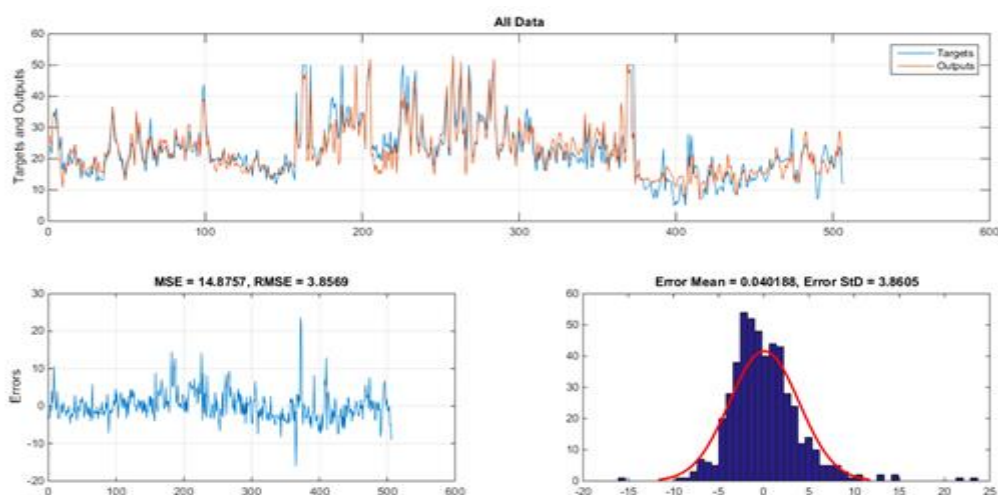 All Data
Targets and Outputs
60
50
40
30
20
10
0
0 100 200 300 400 500 600
Targets
Outputs
MSE = 14.8757, RMSE = 3.8569
Errors
30
20
10
0
-10
-20
0 100 200 300 400 500 600
Error Mean = 0.040188, Error StD = 3.8605
60
50
40
30
20
10
0
-20 -15 -10 -5 0 5 10 15 20 25